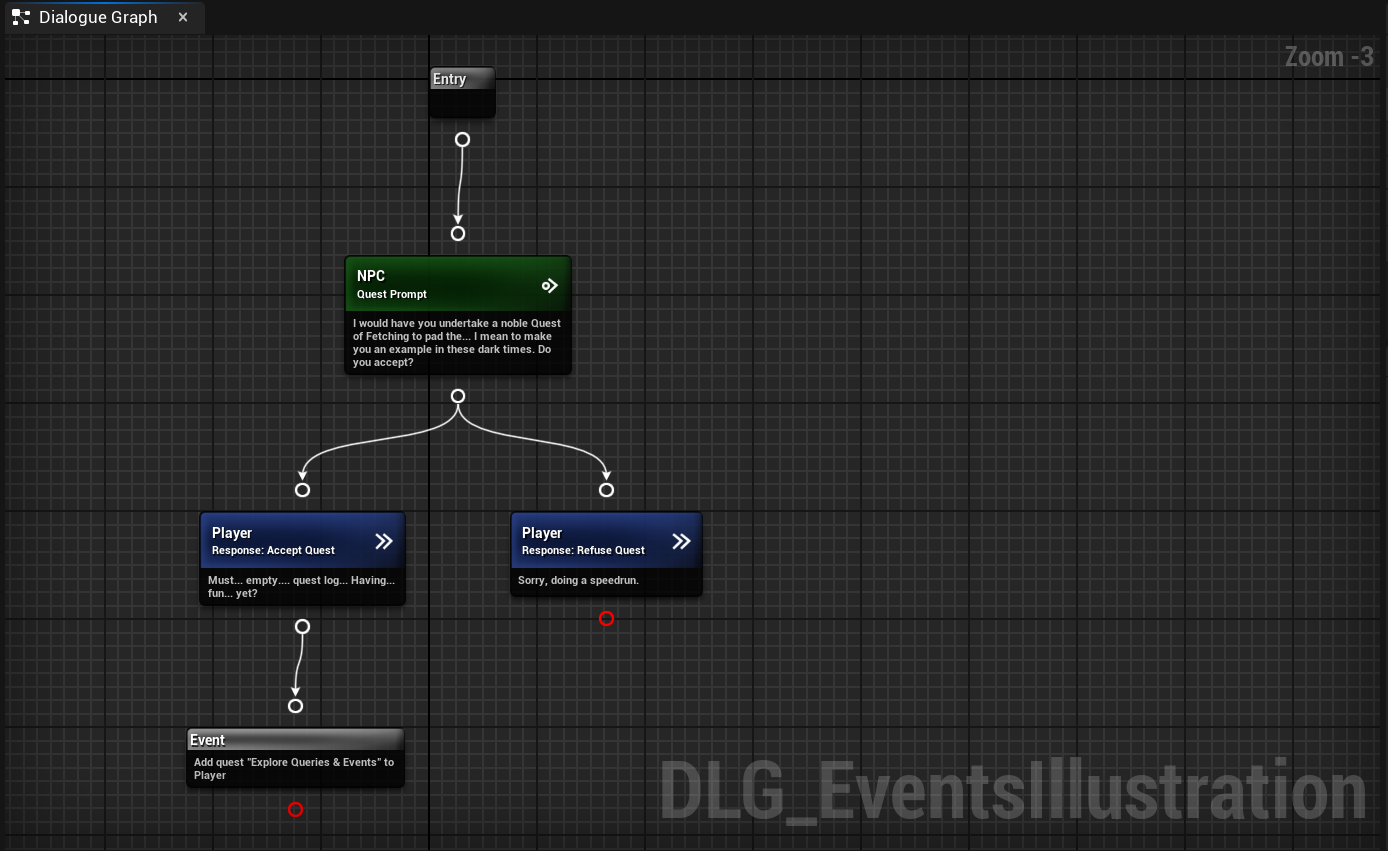 Dialogue Graph
Zoom -3
Entry
NPC
Quest Prompt
I would have you undertake a noble Quest
of Fetching to pad the... I mean to make
you an example in these dark times. Do
you accept?
Player
Response: Accept Quest
Must... empty.... quest log... Having...
fun... yet?
Player
Response: Refuse Quest
Sorry, doing a speedrun.
Event
Add quest "Explore Queries & Events" to
Player
DLG_EventsIllustration